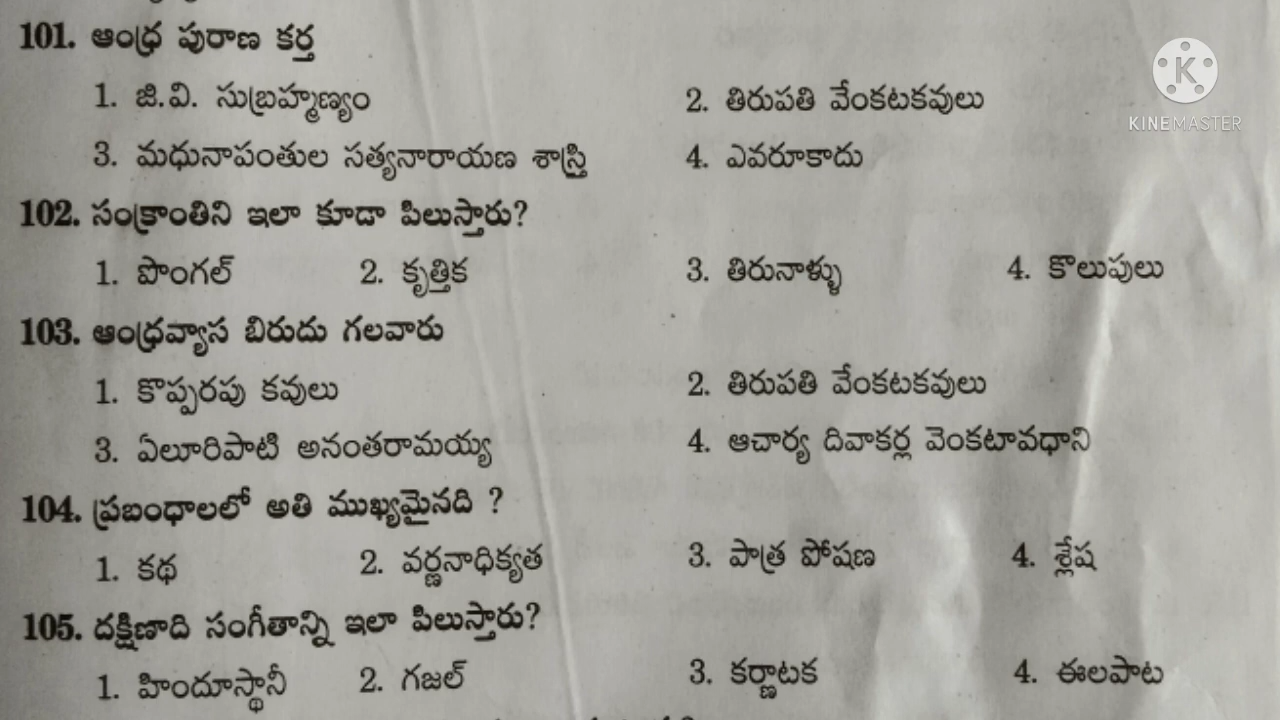 101. ఆంధ్ర పురాణ కర్త
1. జి.వి. సుబ్రహ్మణ్యం 2. తిరుపతి వేంకటకవులు
3. మధునాపంతుల సత్యనారాయణ శాస్త్రి 4. ఎవరూకాదు
102. సంక్రాంతిని ఇలా కూడా పిలుస్తారు?
1. పొంగల్ 2. కృత్తిక 3. తిరునాళ్ళు 4. కొలుపులు
103. ఆంధ్రవ్యాస బిరుదు గలవారు
1. కొప్పరపు కవులు 2. తిరుపతి వేంకటకవులు
3. ఏలూరిపాటి అనంతరామయ్య 4. ఆచార్య దివాకర్ల వెంకటావధాని
104. ప్రబంధాలలో అతి ముఖ్యమైనది ?
1. కథ 2. వర్ణనాధిక్యత 3. పాత్ర పోషణ 4. శ్లేష
105. దక్షిణాది సంగీతాన్ని ఇలా పిలుస్తారు?
1. హిందూస్థానీ 2. గజల్ 3. కర్ణాటక 4. ఈలపాట
K
KINEMASTER